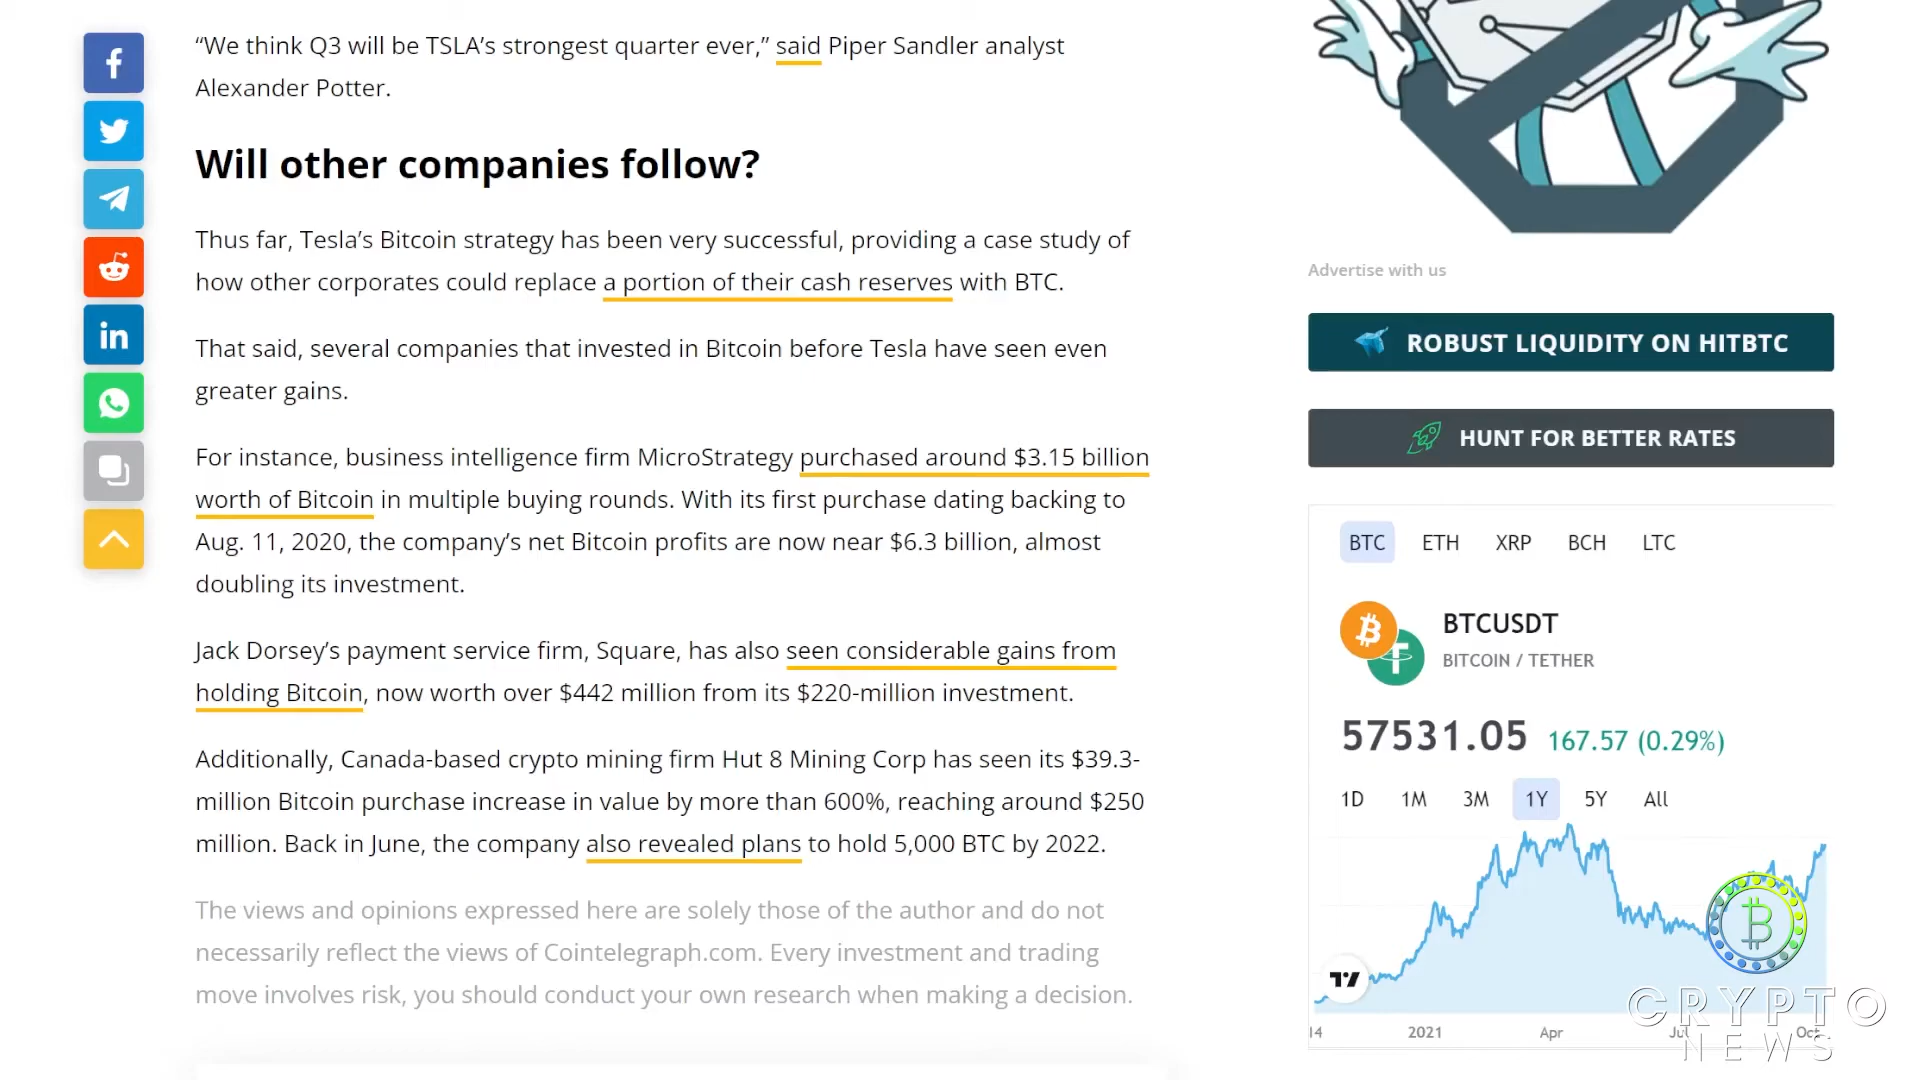 “We think Q3 will be TSLA’s strongest quarter ever,” said Piper Sandler analyst
Alexander Potter.
Will other companies follow?
Thus far, Tesla’s Bitcoin strategy has been very successful, providing a case study of
how other corporates could replace a portion of their cash reserves with BTC.
That said, several companies that invested in Bitcoin before Tesla have seen even
greater gains.
For instance, business intelligence firm MicroStrategy purchased around $3.15 billion
worth of Bitcoin in multiple buying rounds. With its first purchase dating backing to
Aug. 11, 2020, the company’s net Bitcoin profits are now near $6.3 billion, almost
doubling its investment.
Jack Dorsey’s payment service firm, Square, has also seen considerable gains from
holding Bitcoin, now worth over $442 million from its $220-million investment.
Additionally, Canada-based crypto mining firm Hut 8 Mining Corp has seen its $39.3-
million Bitcoin purchase increase in value by more than 600%, reaching around $250
million. Back in June, the company also revealed plans to hold 5,000 BTC by 2022.
The views and opinions expressed here are solely those of the author and do not
necessarily reflect the views of Cointelegraph.com. Every investment and trading
move involves risk, you should conduct your own research when making a decision.
Advertise with us
ROBUST LIQUIDITY ON HITBTC
HUNT FOR BETTER RATES
BTC ETH XRP BCH LTC
BTCUSDT
BITCOIN / TETHER
57531.05 167.57 (0.29%)
1D 1M 3M 1Y 5Y All
14 2021 Apr Jul Oct
CRYPTO
NEWS